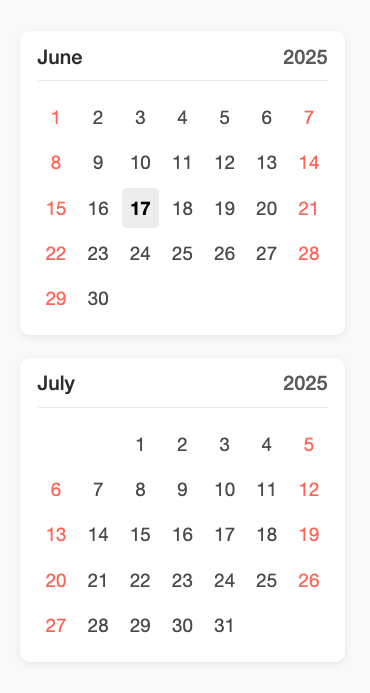 June 2025
1 2 3 4 5 6 7
8 9 10 11 12 13 14
15 16 17 18 19 20 21
22 23 24 25 26 27 28
29 30
July 2025
1 2 3 4 5
6 7 8 9 10 11 12
13 14 15 16 17 18 19
20 21 22 23 24 25 26
27 28 29 30 31